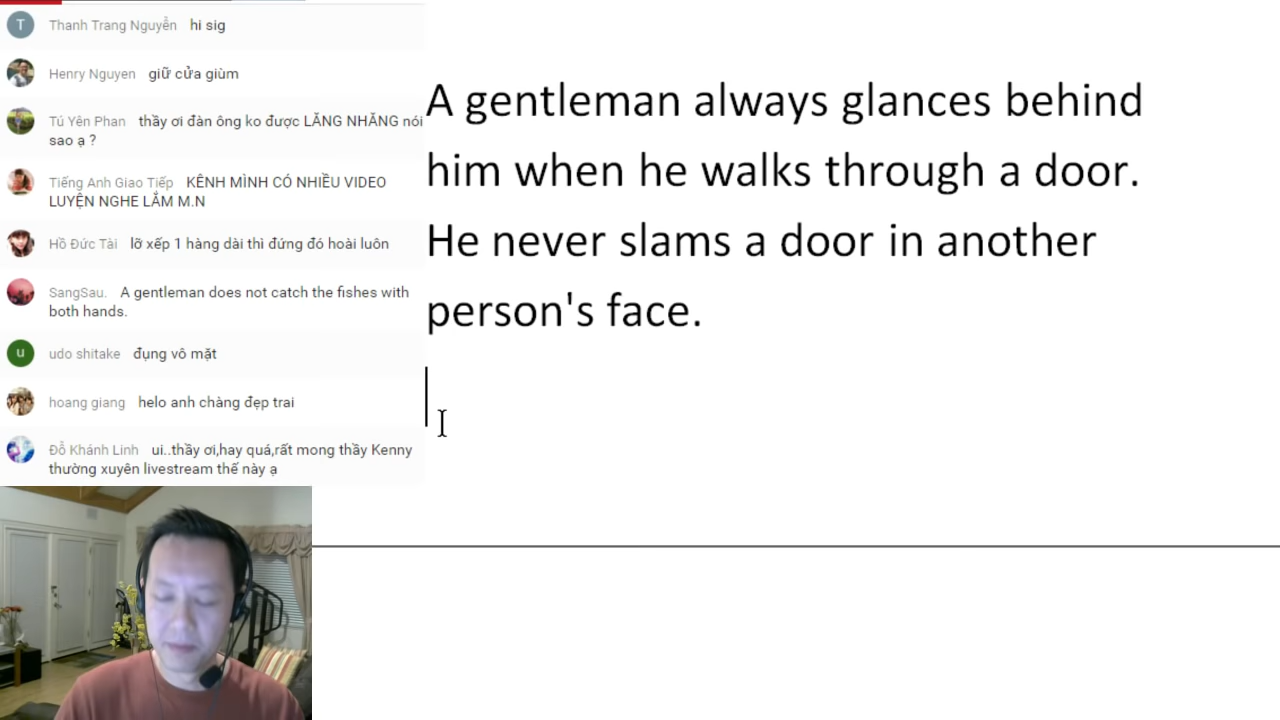 T
Thanh Trang Nguyễn hi sig
Henry Nguyen giữ cửa giùm
Tú Yên Phan thầy ơi đàn ông ko được LĂNG NHĂNG nói
sao ạ ?
Tiếng Anh Giao Tiếp KÊNH MÌNH CÓ NHIỀU VIDEO
LUYỆN NGHE LẮM M.N
Hồ Đức Tài lỡ xếp 1 hàng dài thì đứng đó hoài luôn
SangSau. A gentleman does not catch the fishes with
both hands.
u
udo shitake đụng vô mặt
hoang giang helo anh chàng đẹp trai
Đỗ Khánh Linh ui..thầy ơi,hay quá,rất mong thầy Kenny
thường xuyên livestream thế này ạ
A gentleman always glances behind
him when he walks through a door.
He never slams a door in another
person's face.